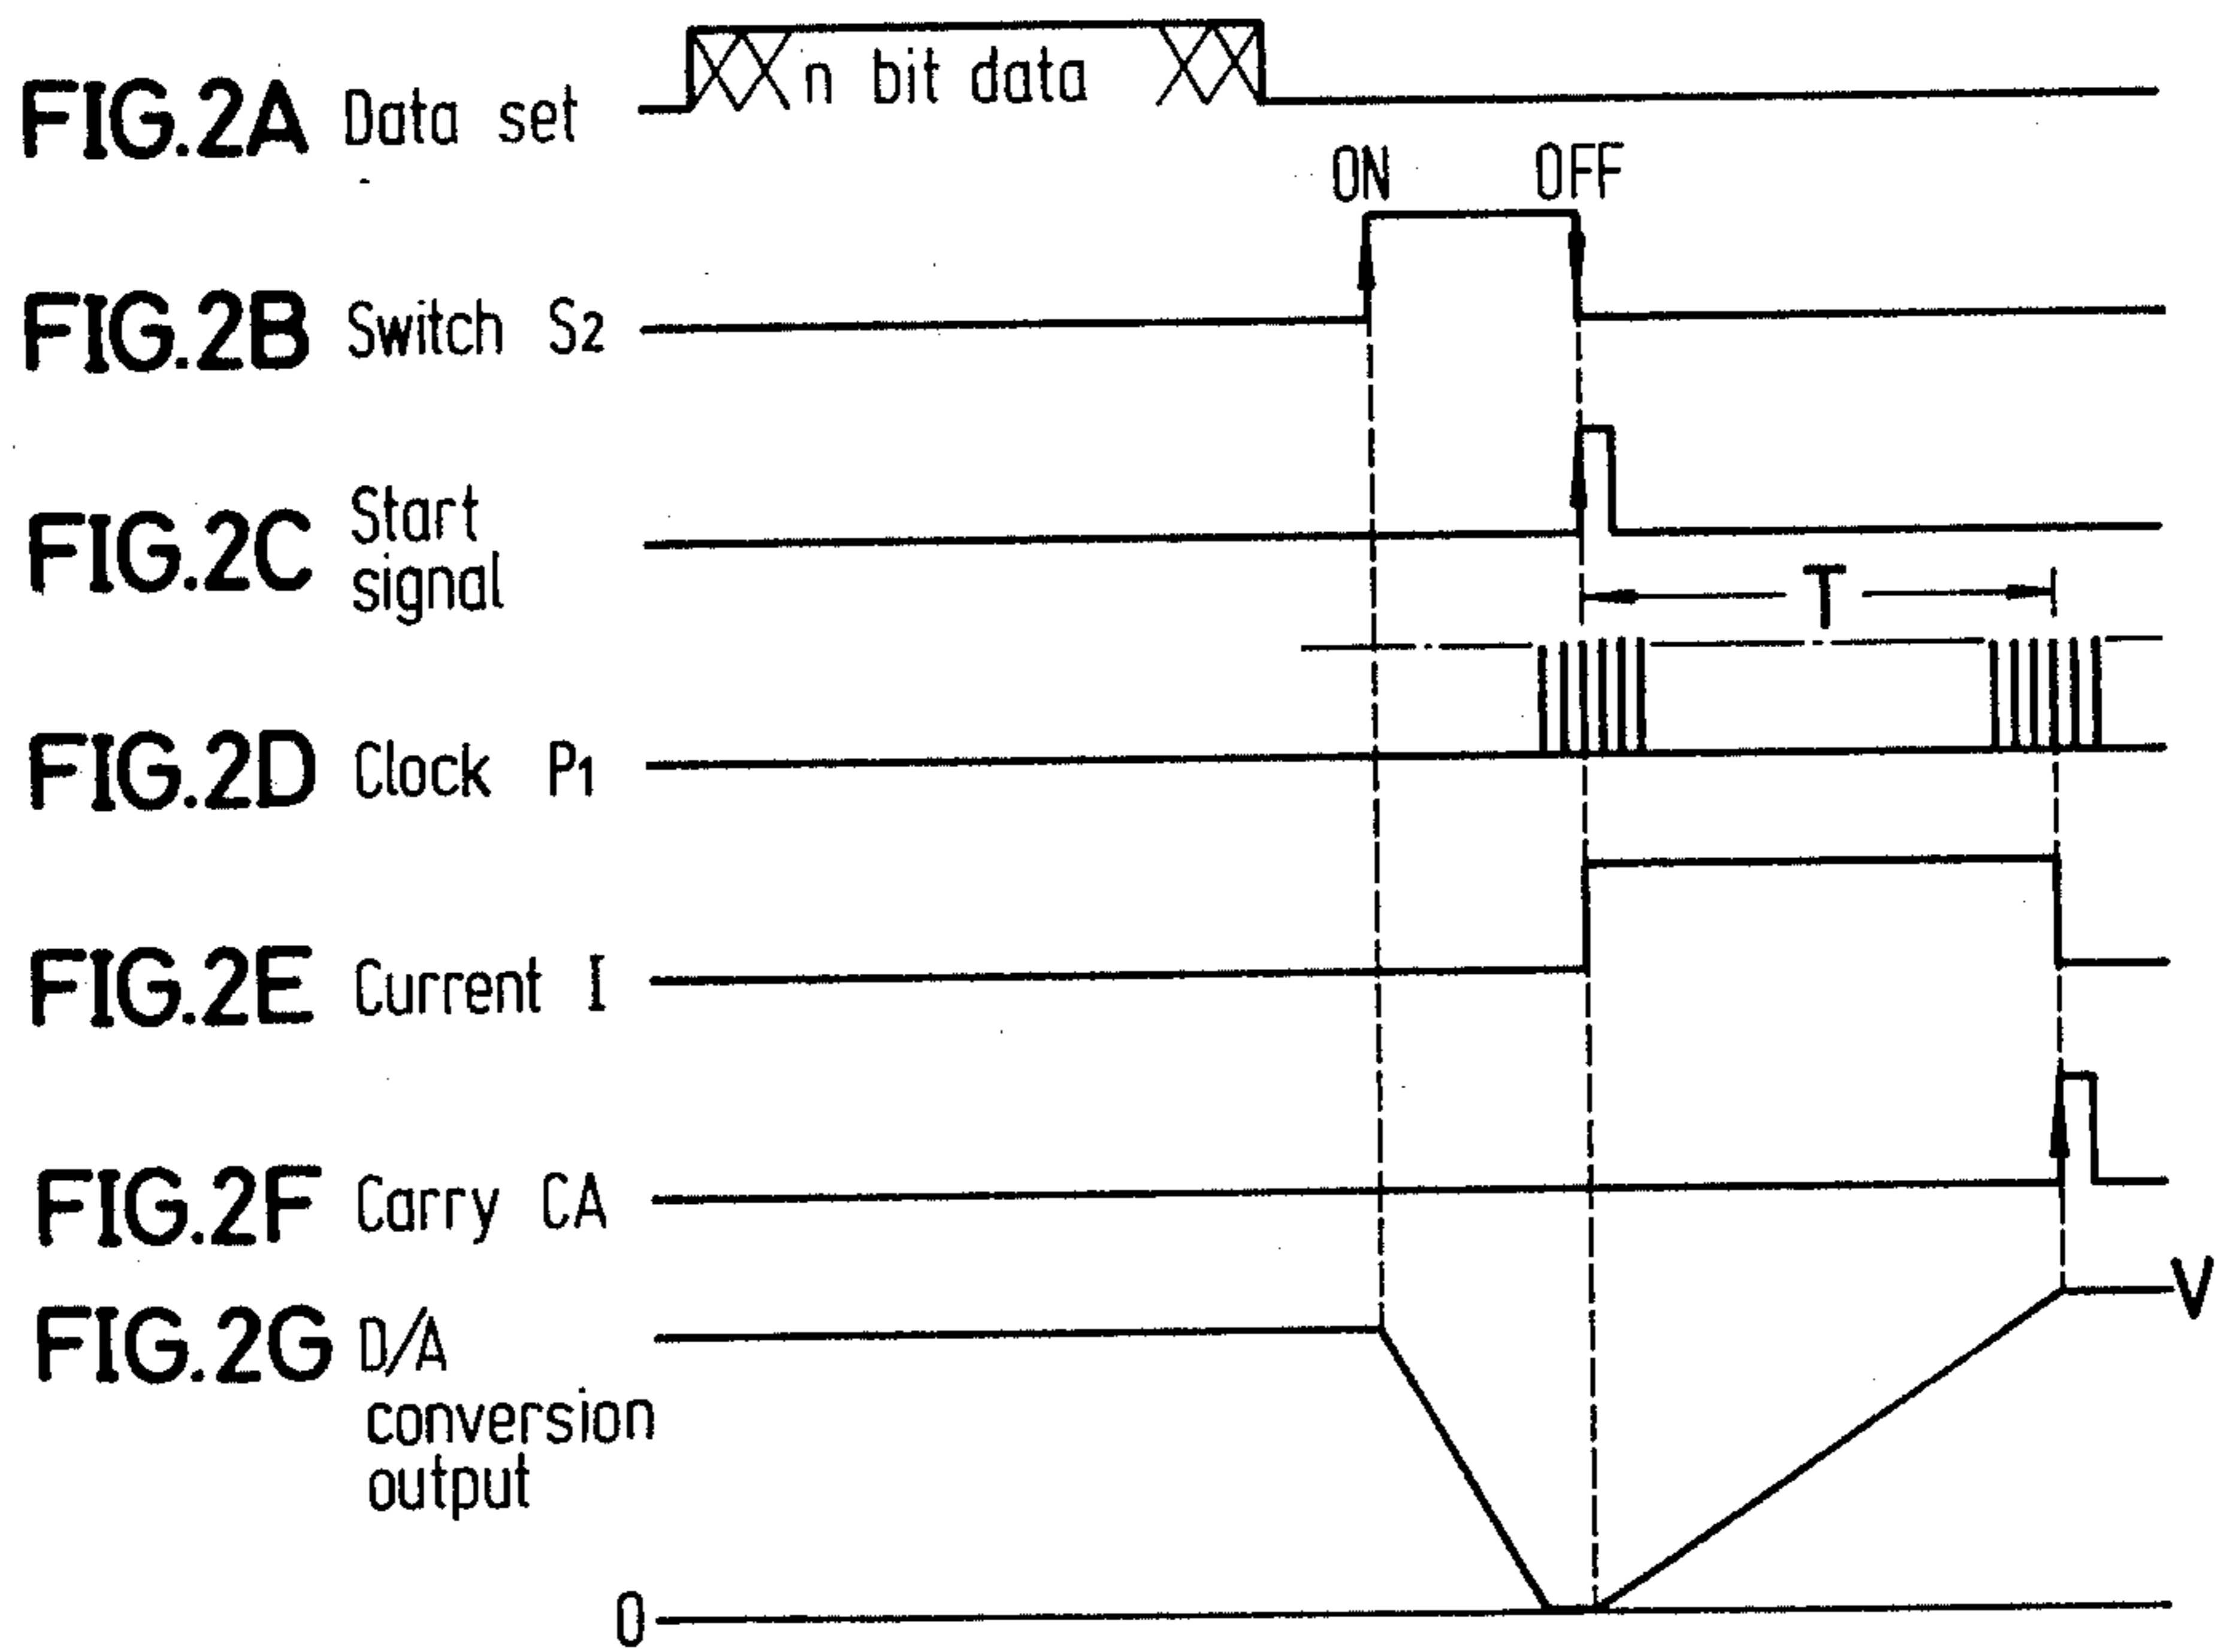 FIG.2A Data set n bit data
ON OFF
FIG.2B Switch S2
FIG.2C Start signal
T
FIG.2D Clock P1
FIG.2E Current I
FIG.2F Carry CA
V
FIG.2G D/A
conversion
output
0